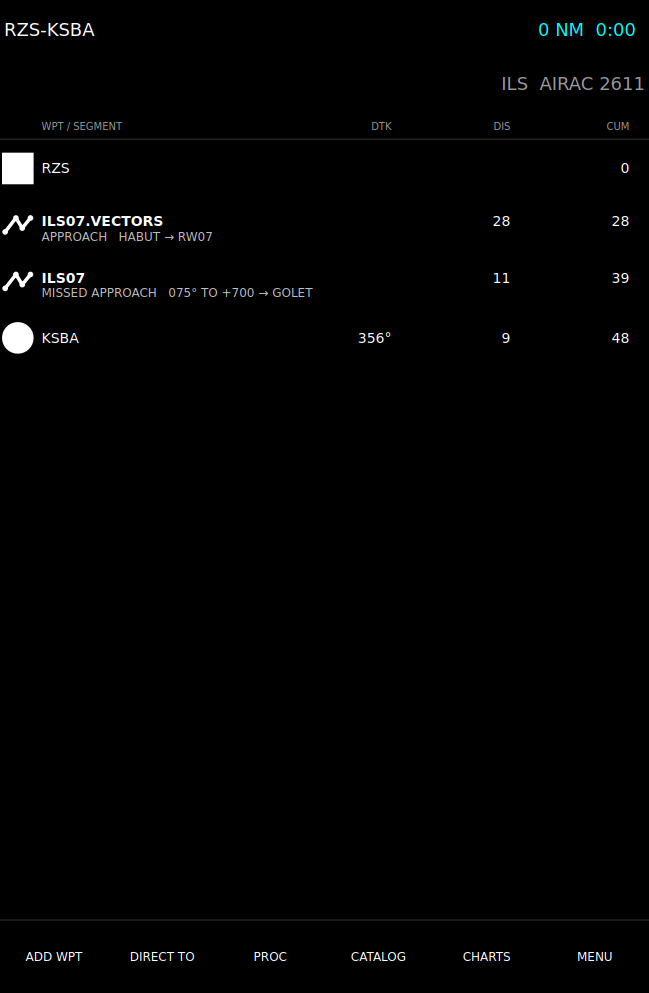 RZS-KSBA 0 NM 0:00
ILS AIRAC 2611
WPT / SEGMENT DTK DIS CUM
RZS 0
ILS07.VECTORS 28 28
APPROACH HABUT → RW07
ILS07 11 39
MISSED APPROACH 075° TO +700 → GOLET
KSBA 356° 9 48
ADD WPT DIRECT TO PROC CATALOG CHARTS MENU